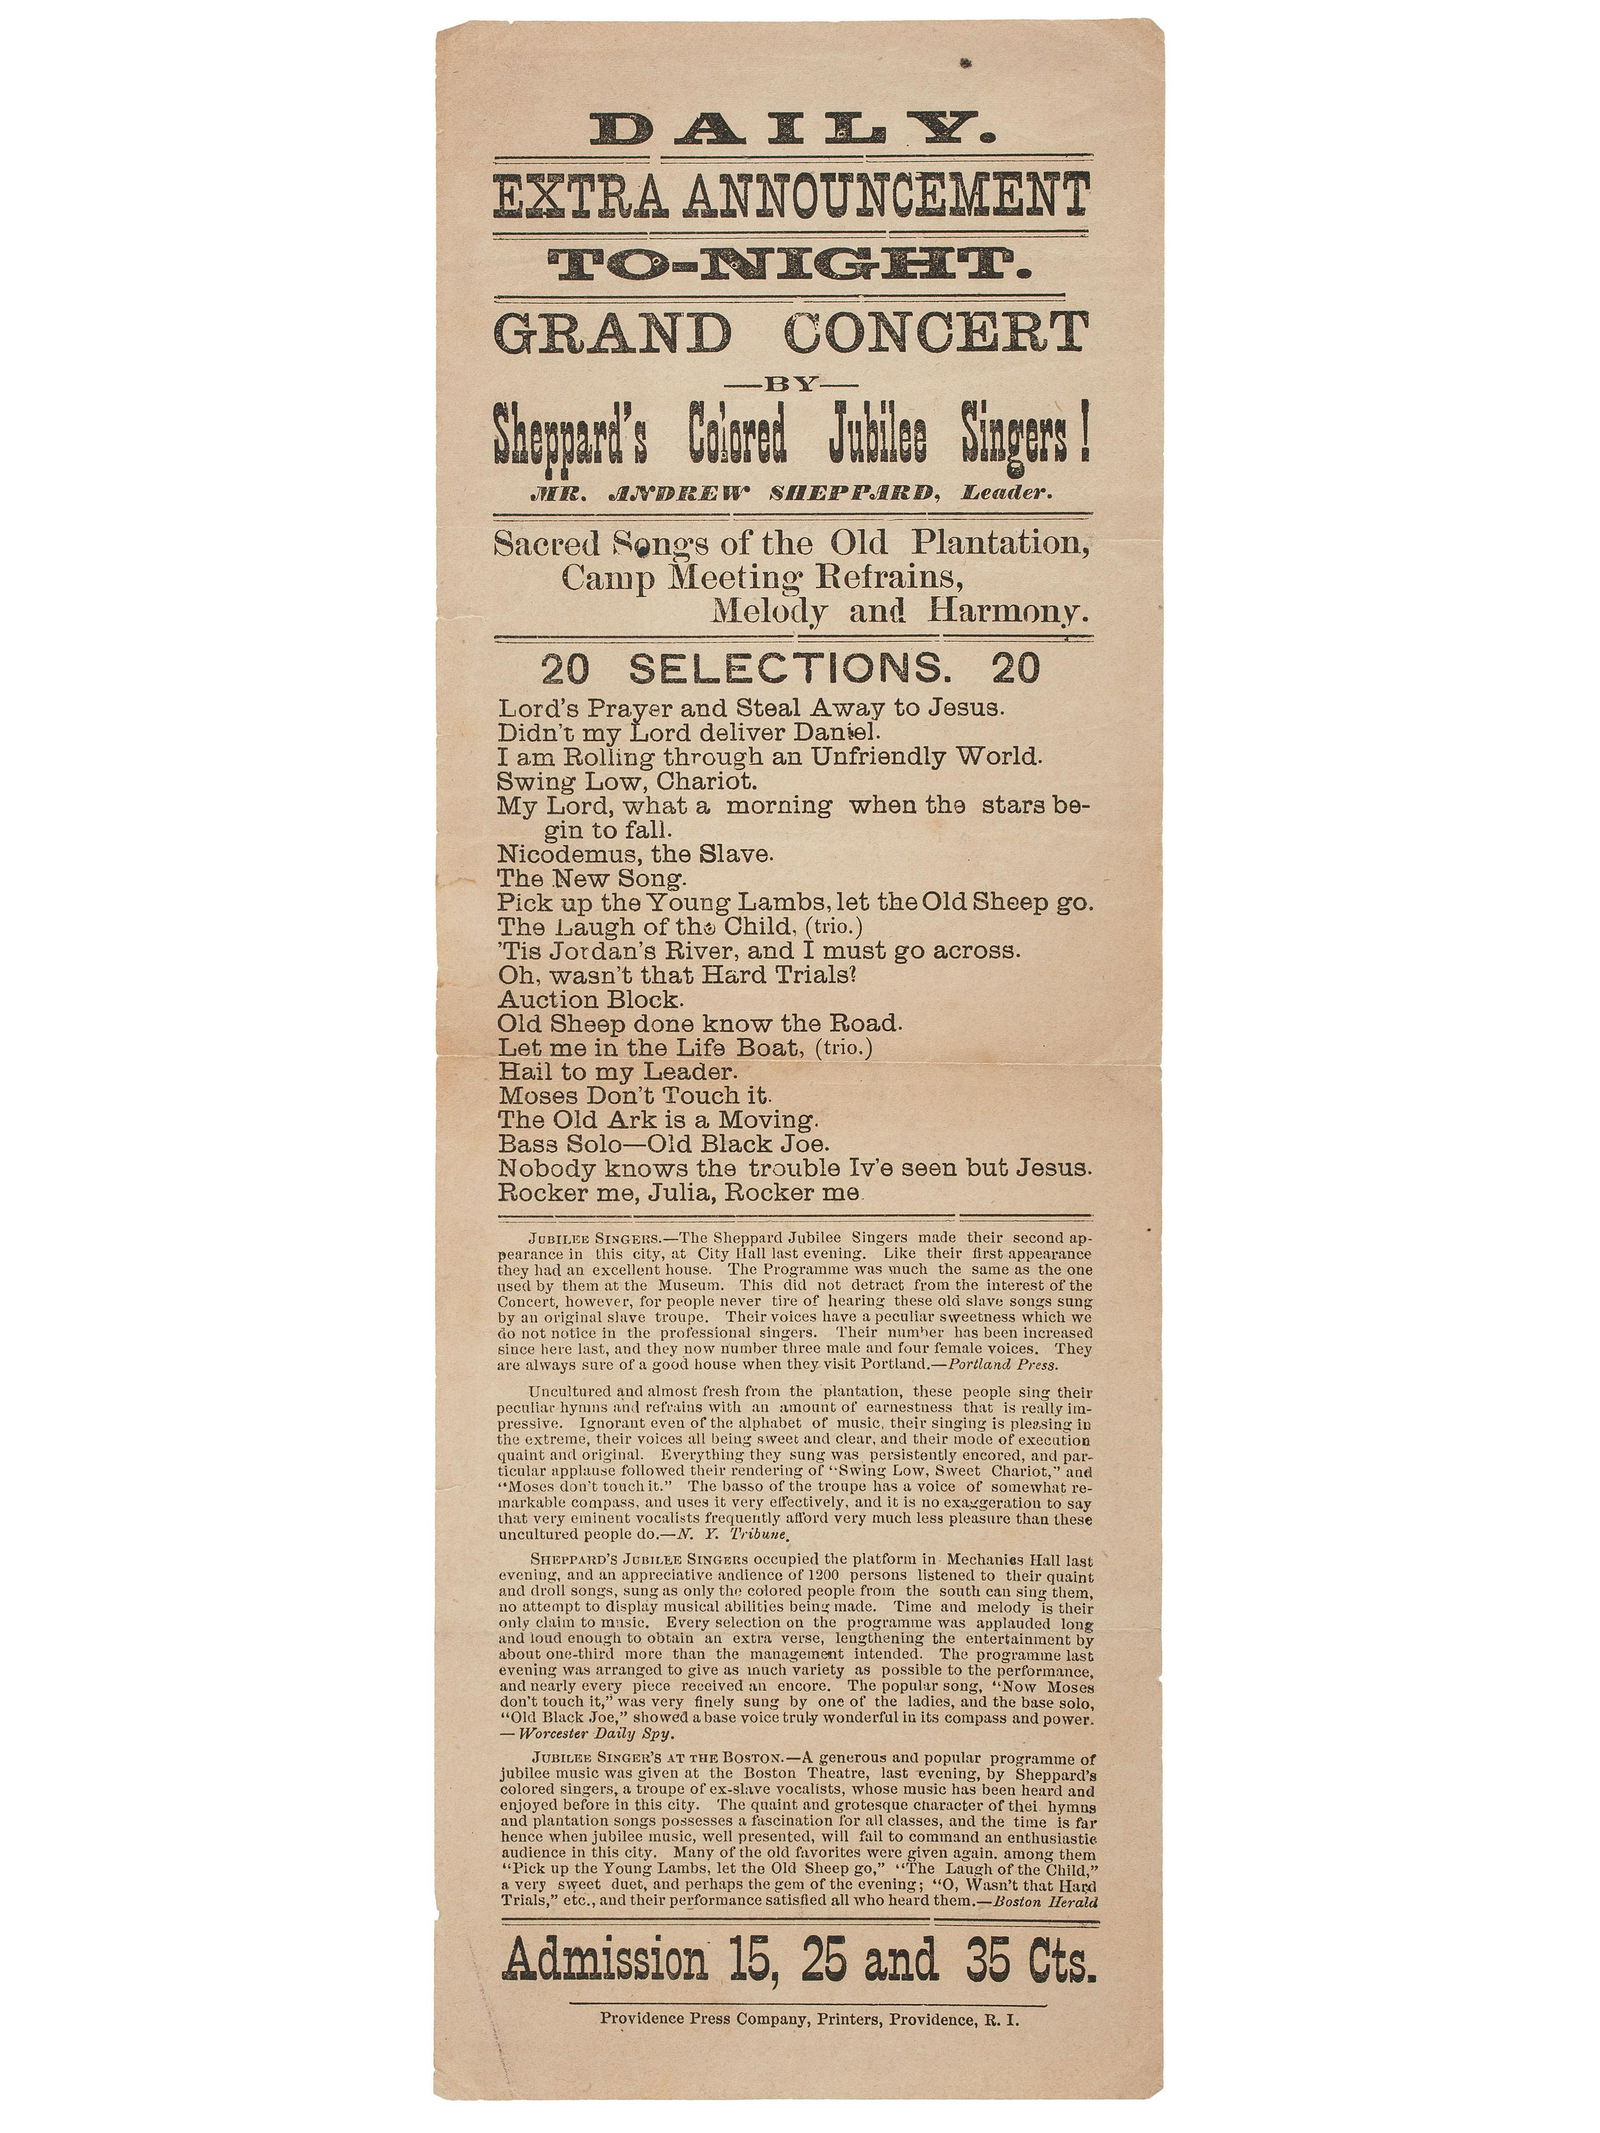 DAILY.
EXTRA ANNOUNCEMENT
TO-NIGHT.
GRAND CONCERT
—BY—
Sheppard's Colored Jubilee Singers!
MR. ANDREW SHEPPARD, Leader.
Sacred Songs of the Old Plantation,
Camp Meeting Refrains,
Melody and Harmony.
20 SELECTIONS. 20
Lord's Prayer and Steal Away to Jesus.
Didn't my Lord deliver Daniel.
I am Rolling through an Unfriendly World.
Swing Low, Chariot.
My Lord, what a morning when the stars be-
gin to fall.
Nicodemus, the Slave.
The New Song.
Pick up the Young Lambs, let the Old Sheep go.
The Laugh of the Child, (trio.)
'Tis Jordan's River, and I must go across.
Oh, wasn't that Hard Trials?
Auction Block.
Old Sheep done know the Road.
Let me in the Life Boat, (trio.)
Hail to my Leader.
Moses Don't Touch it.
The Old Ark is a Moving.
Bass Solo—Old Black Joe.
Nobody knows the trouble Iv'e seen but Jesus.
Rocker me, Julia, Rocker me.
JUBILEE SINGERS.—The Sheppard Jubilee Singers made their second ap-
pearance in this city, at City Hall last evening. Like their first appearance
they had an excellent house. The Programme was much the same as the one
used by them at the Museum. This did not detract from the interest of the
Concert, however, for people never tire of hearing these old slave songs sung
by an original slave troupe. Their voices have a peculiar sweetness which we
do not notice in the professional singers. Their number has been increased
since here last, and they now number three male and four female voices. They
are always sure of a good house when they visit Portland.—Portland Press.
Uncultured and almost fresh from the plantation, these people sing their
peculiar hymns and refrains with an amount of earnestness that is really im-
pressive. Ignorant even of the alphabet of music, their singing is pleasing in
the extreme, their voices all being sweet and clear, and their mode of execution
quaint and original. Everything they sung was persistently encored, and par-
ticular applause followed their rendering of "Swing Low, Sweet Chariot," and
"Moses don't touch it." The basso of the troupe has a voice of somewhat re-
markable compass, and uses it very effectively, and it is no exaggeration to say
that very eminent vocalists frequently afford very much less pleasure than these
uncultured people do.—N. Y. Tribune.
SHEPPARD'S JUBILEE SINGERS occupied the platform in Mechanics Hall last
evening, and an appreciative audience of 1200 persons listened to their quaint
and droll songs, sung as only the colored people from the south can sing them,
no attempt to display musical abilities being made. Time and melody is their
only claim to music. Every selection on the programme was applauded long
and loud enough to obtain an extra verse, lengthening the entertainment by
about one-third more than the management intended. The programme last
evening was arranged to give as much variety as possible to the performance,
and nearly every piece received an encore. The popular song, "Now Moses
don't touch it," was very finely sung by one of the ladies, and the base solo,
"Old Black Joe," showed a base voice truly wonderful in its compass and power.
—Worcester Daily Spy.
JUBILEE SINGER'S AT THE BOSTON.—A generous and popular programme of
jubilee music was given at the Boston Theatre, last evening, by Sheppard's
colored singers, a troupe of ex-slave vocalists, whose music has been heard and
enjoyed before in this city. The quaint and grotesque character of thei hymns
and plantation songs possesses a fascination for all classes, and the time is far
hence when jubilee music, well presented, will fail to command an enthusiastic
audience in this city. Many of the old favorites were given again. among them
"Pick up the Young Lambs, let the Old Sheep go," "The Laugh of the Child,"
a very sweet duet, and perhaps the gem of the evening; "O, Wasn't that Hard
Trials," etc., and their performance satisfied all who heard them.—Boston Herald
Admission 15, 25 and 35 Cts.
Providence Press Company, Printers, Providence, R. I.